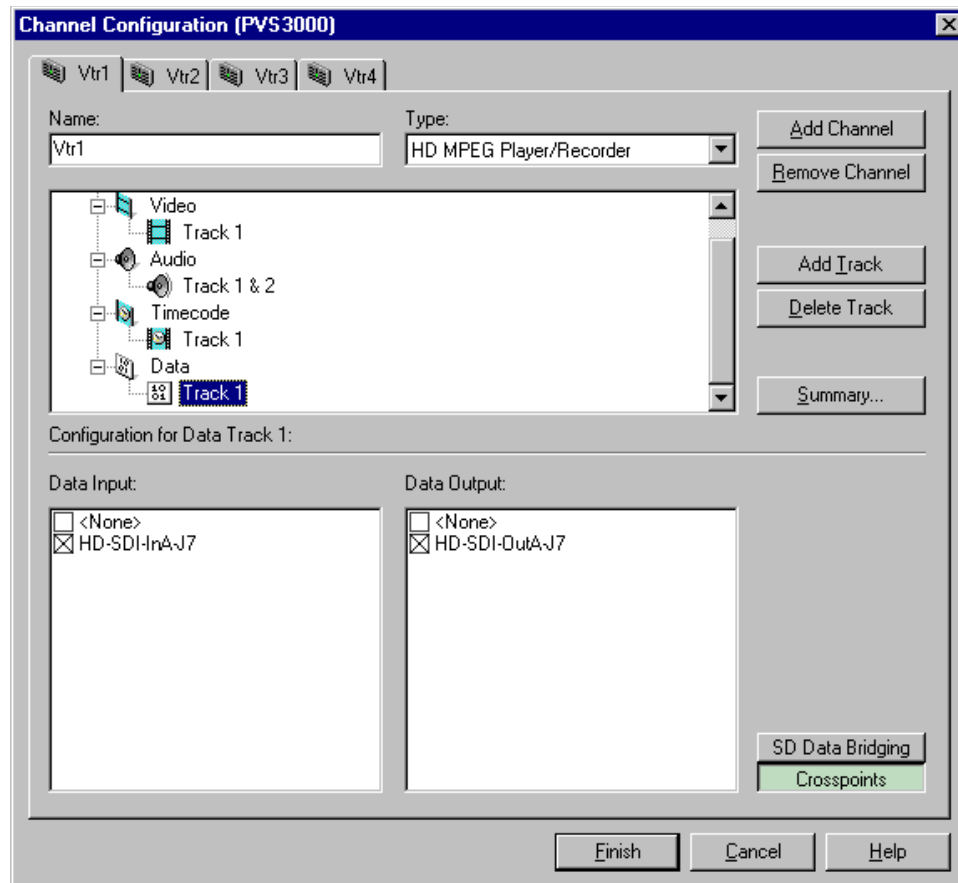 Channel Configuration (PVS3000)
Vtr1 Vtr2 Vtr3 Vtr4
Name: Type:
Vtr1 HD MPEG Player/Recorder
Add Channel
Remove Channel
Video
Track 1
Audio
Track 1 & 2
Timecode
Track 1
Data
Track 1
Add Track
Delete Track
Summary...
Configuration for Data Track 1:
Data Input:
<None>
HD-SDI-InA-J7
Data Output:
<None>
HD-SDI-OutA-J7
SD Data Bridging
Crosspoints
Finish Cancel Help